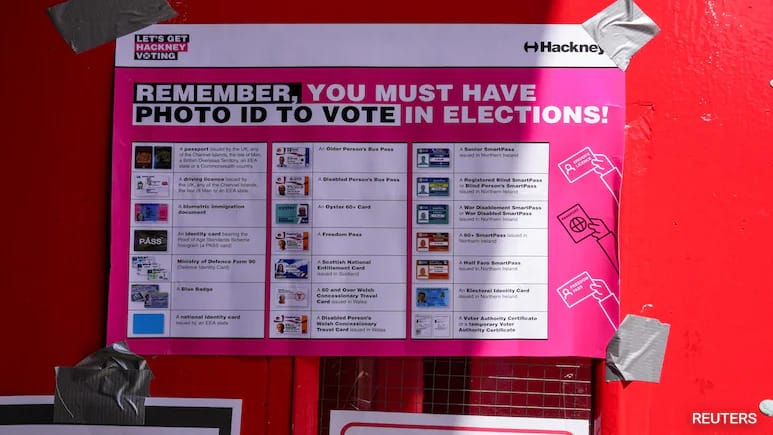 LET'S GET
HACKNEY
VOTING
Hackney
REMEMBER, YOU MUST HAVE
PHOTO ID TO VOTE IN ELECTIONS!
A passport issued by the UK, any
of the Channel Islands, the Isle of Man,
a British Overseas Territory, an EEA
state or a Commonwealth country
A driving licence issued by the
UK, any of the Channel Islands,
the Isle of Man or an EEA state
A biometric immigration
document
PASS
An identity card bearing the
Proof of Age Standards Scheme
hologram (a PASS card)
Ministry of Defence Form 90
(Defence Identity Card)
A Blue Badge
A national identity card
issued by an EEA state
An Older Person's Bus Pass
A Disabled Person's Bus Pass
An Oyster 60+ Card
A Freedom Pass
A Scottish National
Entitlement Card
issued in Scotland
A 60 and Over Welsh
Concessionary Travel
Card issued in Wales
A Disabled Person's
Welsh Concessionary
Travel Card issued in Wales
A Senior SmartPass
issued in Northern Ireland
A Registered Blind SmartPass
or Blind Person's SmartPass
issued in Northern Ireland
A War Disablement SmartPass
or War Disabled SmartPass
issued in Northern Ireland
A 60+ SmartPass issued in
Northern Ireland
A Half Fare SmartPass
issued in Northern Ireland
An Electoral Identity Card
issued in Northern Ireland
A Voter Authority Certificate
or a temporary Voter
Authority Certificate
DRIVING
LICENCE
PASSPORT
FREEDOM
PASS
REUTERS